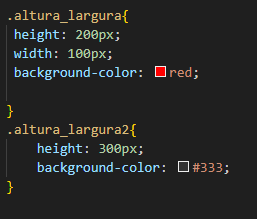 .altura_largura{
height: 200px;
width: 100px;
background-color: red;
}
.altura_largura2{
height: 300px;
background-color: #333;
}